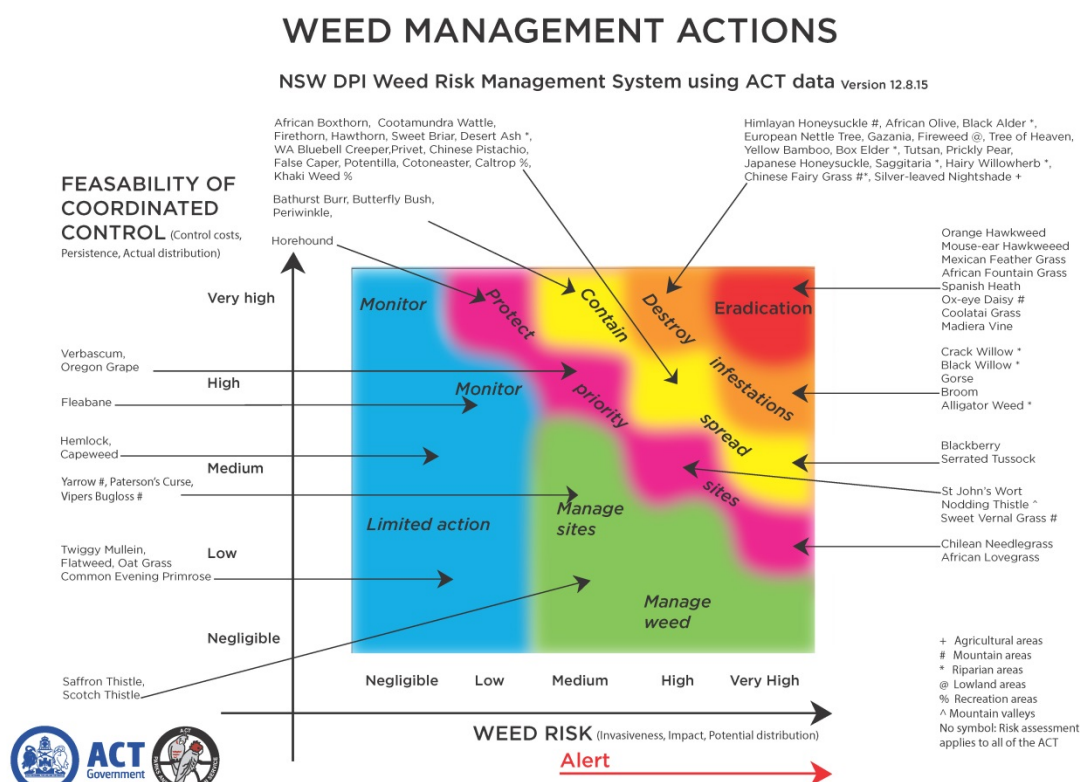 WEED MANAGEMENT ACTIONS
NSW DPI Weed Risk Management System using ACT data Version 12.8.15
African Boxthorn, Cootamundra Wattle,
Firethorn, Hawthorn, Sweet Briar, Desert Ash *,
WA Bluebell Creeper,Privet, Chinese Pistachio,
False Caper, Potentilla, Cotoneaster, Caltrop %,
Khaki Weed %
Himlayan Honeysuckle #, African Olive, Black Alder *,
European Nettle Tree, Gazania, Fireweed @, Tree of Heaven,
Yellow Bamboo, Box Elder *, Tutsan, Prickly Pear,
Japanese Honeysuckle, Saggitaria *, Hairy Willowherb *,
Chinese Fairy Grass #*, Silver-leaved Nightshade +
FEASABILITY OF
COORDINATED
CONTROL (Control costs,
Persistence, Actual distribution)
Bathurst Burr, Butterfly Bush,
Periwinkle,
Horehound
Orange Hawkweed
Mouse-ear Hawkweeed
Mexican Feather Grass
African Fountain Grass
Spanish Heath
Ox-eye Daisy #
Coolatai Grass
Madiera Vine
Very high
High
Medium
Low
Negligible
Monitor
Protect
Contain
Destroy
Eradication
Monitor
priority
infestations
spread
sites
Limited action
Manage
sites
Manage
weed
Verbascum,
Oregon Grape
Fleabane
Hemlock,
Capeweed
Yarrow #, Paterson's Curse,
Vipers Bugloss #
Twiggy Mullein,
Flatweed, Oat Grass
Common Evening Primrose
Saffron Thistle,
Scotch Thistle
Crack Willow *
Black Willow *
Gorse
Broom
Alligator Weed *
Blackberry
Serrated Tussock
St John's Wort
Nodding Thistle ^
Sweet Vernal Grass #
Chilean Needlegrass
African Lovegrass
+ Agricultural areas
# Mountain areas
* Riparian areas
@ Lowland areas
% Recreation areas
^ Mountain valleys
No symbol: Risk assessment
applies to all of the ACT
Negligible Low Medium High Very High
WEED RISK (Invasiveness, Impact, Potential distribution)
Alert
ACT
Government